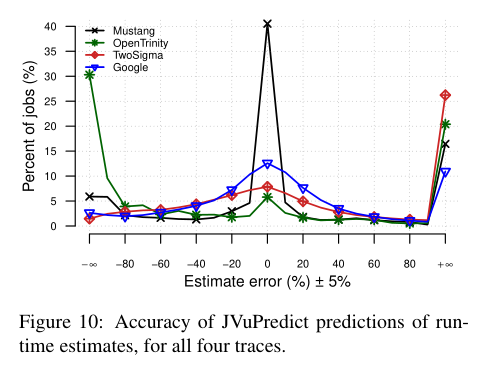 Mustang
OpenTrinity
TwoSigma
Google
Percent of jobs (%)
40
35
30
25
20
15
10
5
0
−∞ −80 −60 −40 −20 0 20 40 60 80 +∞
Estimate error (%) ± 5%
Figure 10: Accuracy of JVuPredict predictions of run-
time estimates, for all four traces.